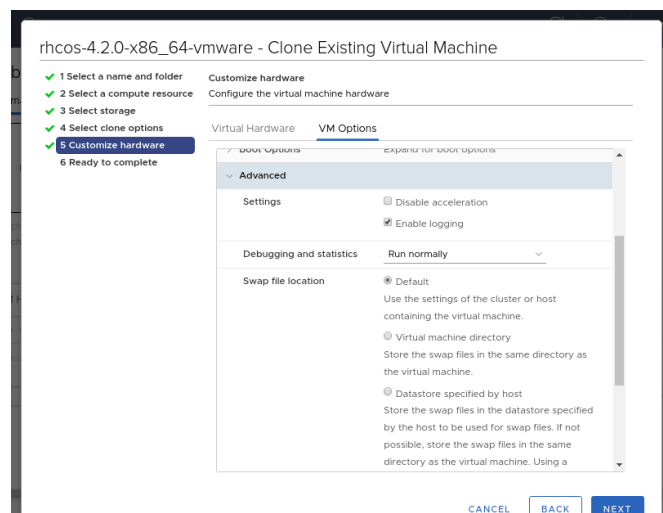 rhcos-4.2.0-x86_64-vmware - Clone Existing Virtual Machine
1 Select a name and folder
2 Select a compute resource
3 Select storage
4 Select clone options
5 Customize hardware
6 Ready to complete
Customize hardware
Configure the virtual machine hardware
Virtual Hardware VM Options
Boot Options Expand for boot options
Advanced
Settings Disable acceleration
Enable logging
Debugging and statistics Run normally
Swap file location Default
Use the settings of the cluster or host
containing the virtual machine.
Virtual machine directory
Store the swap files in the same directory as
the virtual machine.
Datastore specified by host
Store the swap files in the datastore specified
by the host to be used for swap files. If not
possible, store the swap files in the same
directory as the virtual machine. Using a
CANCEL BACK NEXT